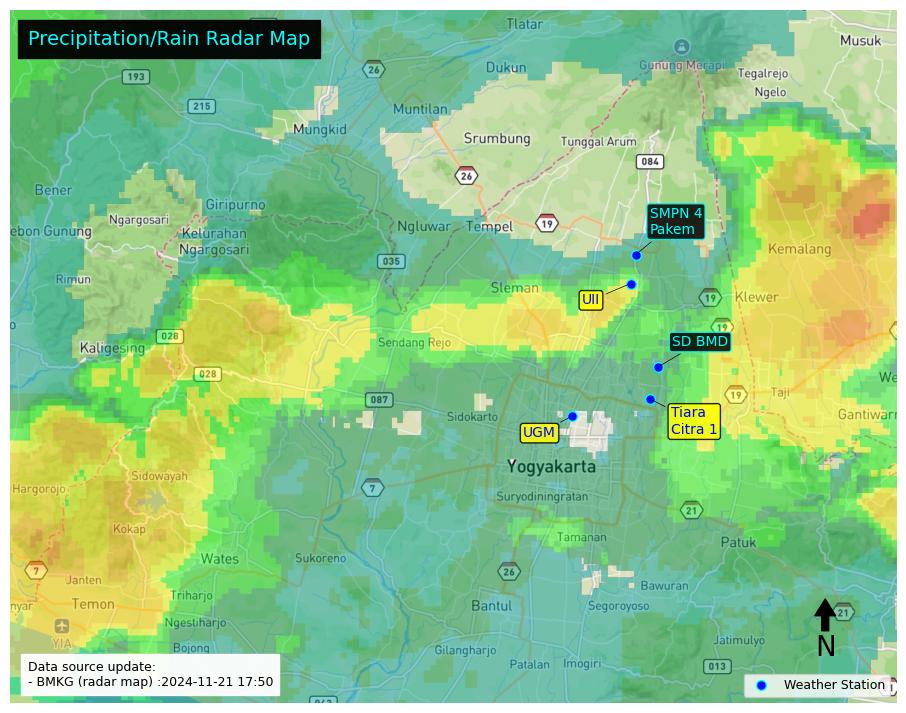 Precipitation/Rain Radar Map
Tlatar
Musuk
193
26
Dukun
Gunung Merapi
Tegalrejo
Ngelo
215
Muntilan
Mungkid
Srumbung
Tunggal Arum
084
26
Bener
Giripurno
SMPN 4
Pakem
Ngargosari
Ngluwar
Tempel
19
ebon Gunung
Kelurahan
Ngargosari
Kemalang
035
Rimun
Sleman
UII
19
Klewer
19
028
Sendang Rejo
SD BMD
Kaligesing
028
We
087
19
Taji
Sidokarto
Tiara
Citra 1
Gantiwar
UGM
Yogyakarta
Sidowayah
Hargorojo
7
Suryodiningratan
21
Kokap
Tamanan
Patuk
Wates
Sukoreno
7
26
Janten
Bawuran
Triharjo
nyar
Temon
Bantul
Segoroyoso
21
Ngestiharjo
YIA
Jatimulyo
N
Bojong
Gilangharjo
Patalan
Imogiri
013
Data source update:
- BMKG (radar map) :2024-11-21 17:50
Weather Station